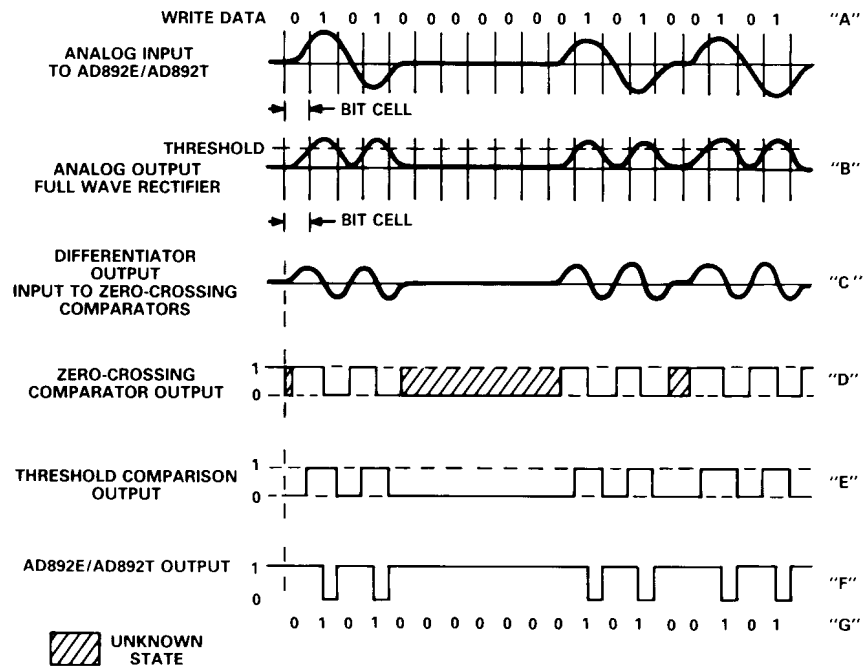 WRITE DATA 0 1 0 1 0 0 0 0 0 0 0 1 0 1 0 0 1 0 1 "A"
ANALOG INPUT
TO AD892E/AD892T
BIT CELL
THRESHOLD
ANALOG OUTPUT
FULL WAVE RECTIFIER
"B"
BIT CELL
DIFFERENTIATOR
OUTPUT
INPUT TO ZERO-CROSSING
COMPARATORS
"C"
ZERO-CROSSING
COMPARATOR OUTPUT
1
0
"D"
THRESHOLD COMPARISON
OUTPUT
1
0
"E"
AD892E/AD892T OUTPUT
1
0
"F"
0 1 0 1 0 0 0 0 0 0 0 1 0 1 0 0 1 0 1 "G"
UNKNOWN
STATE